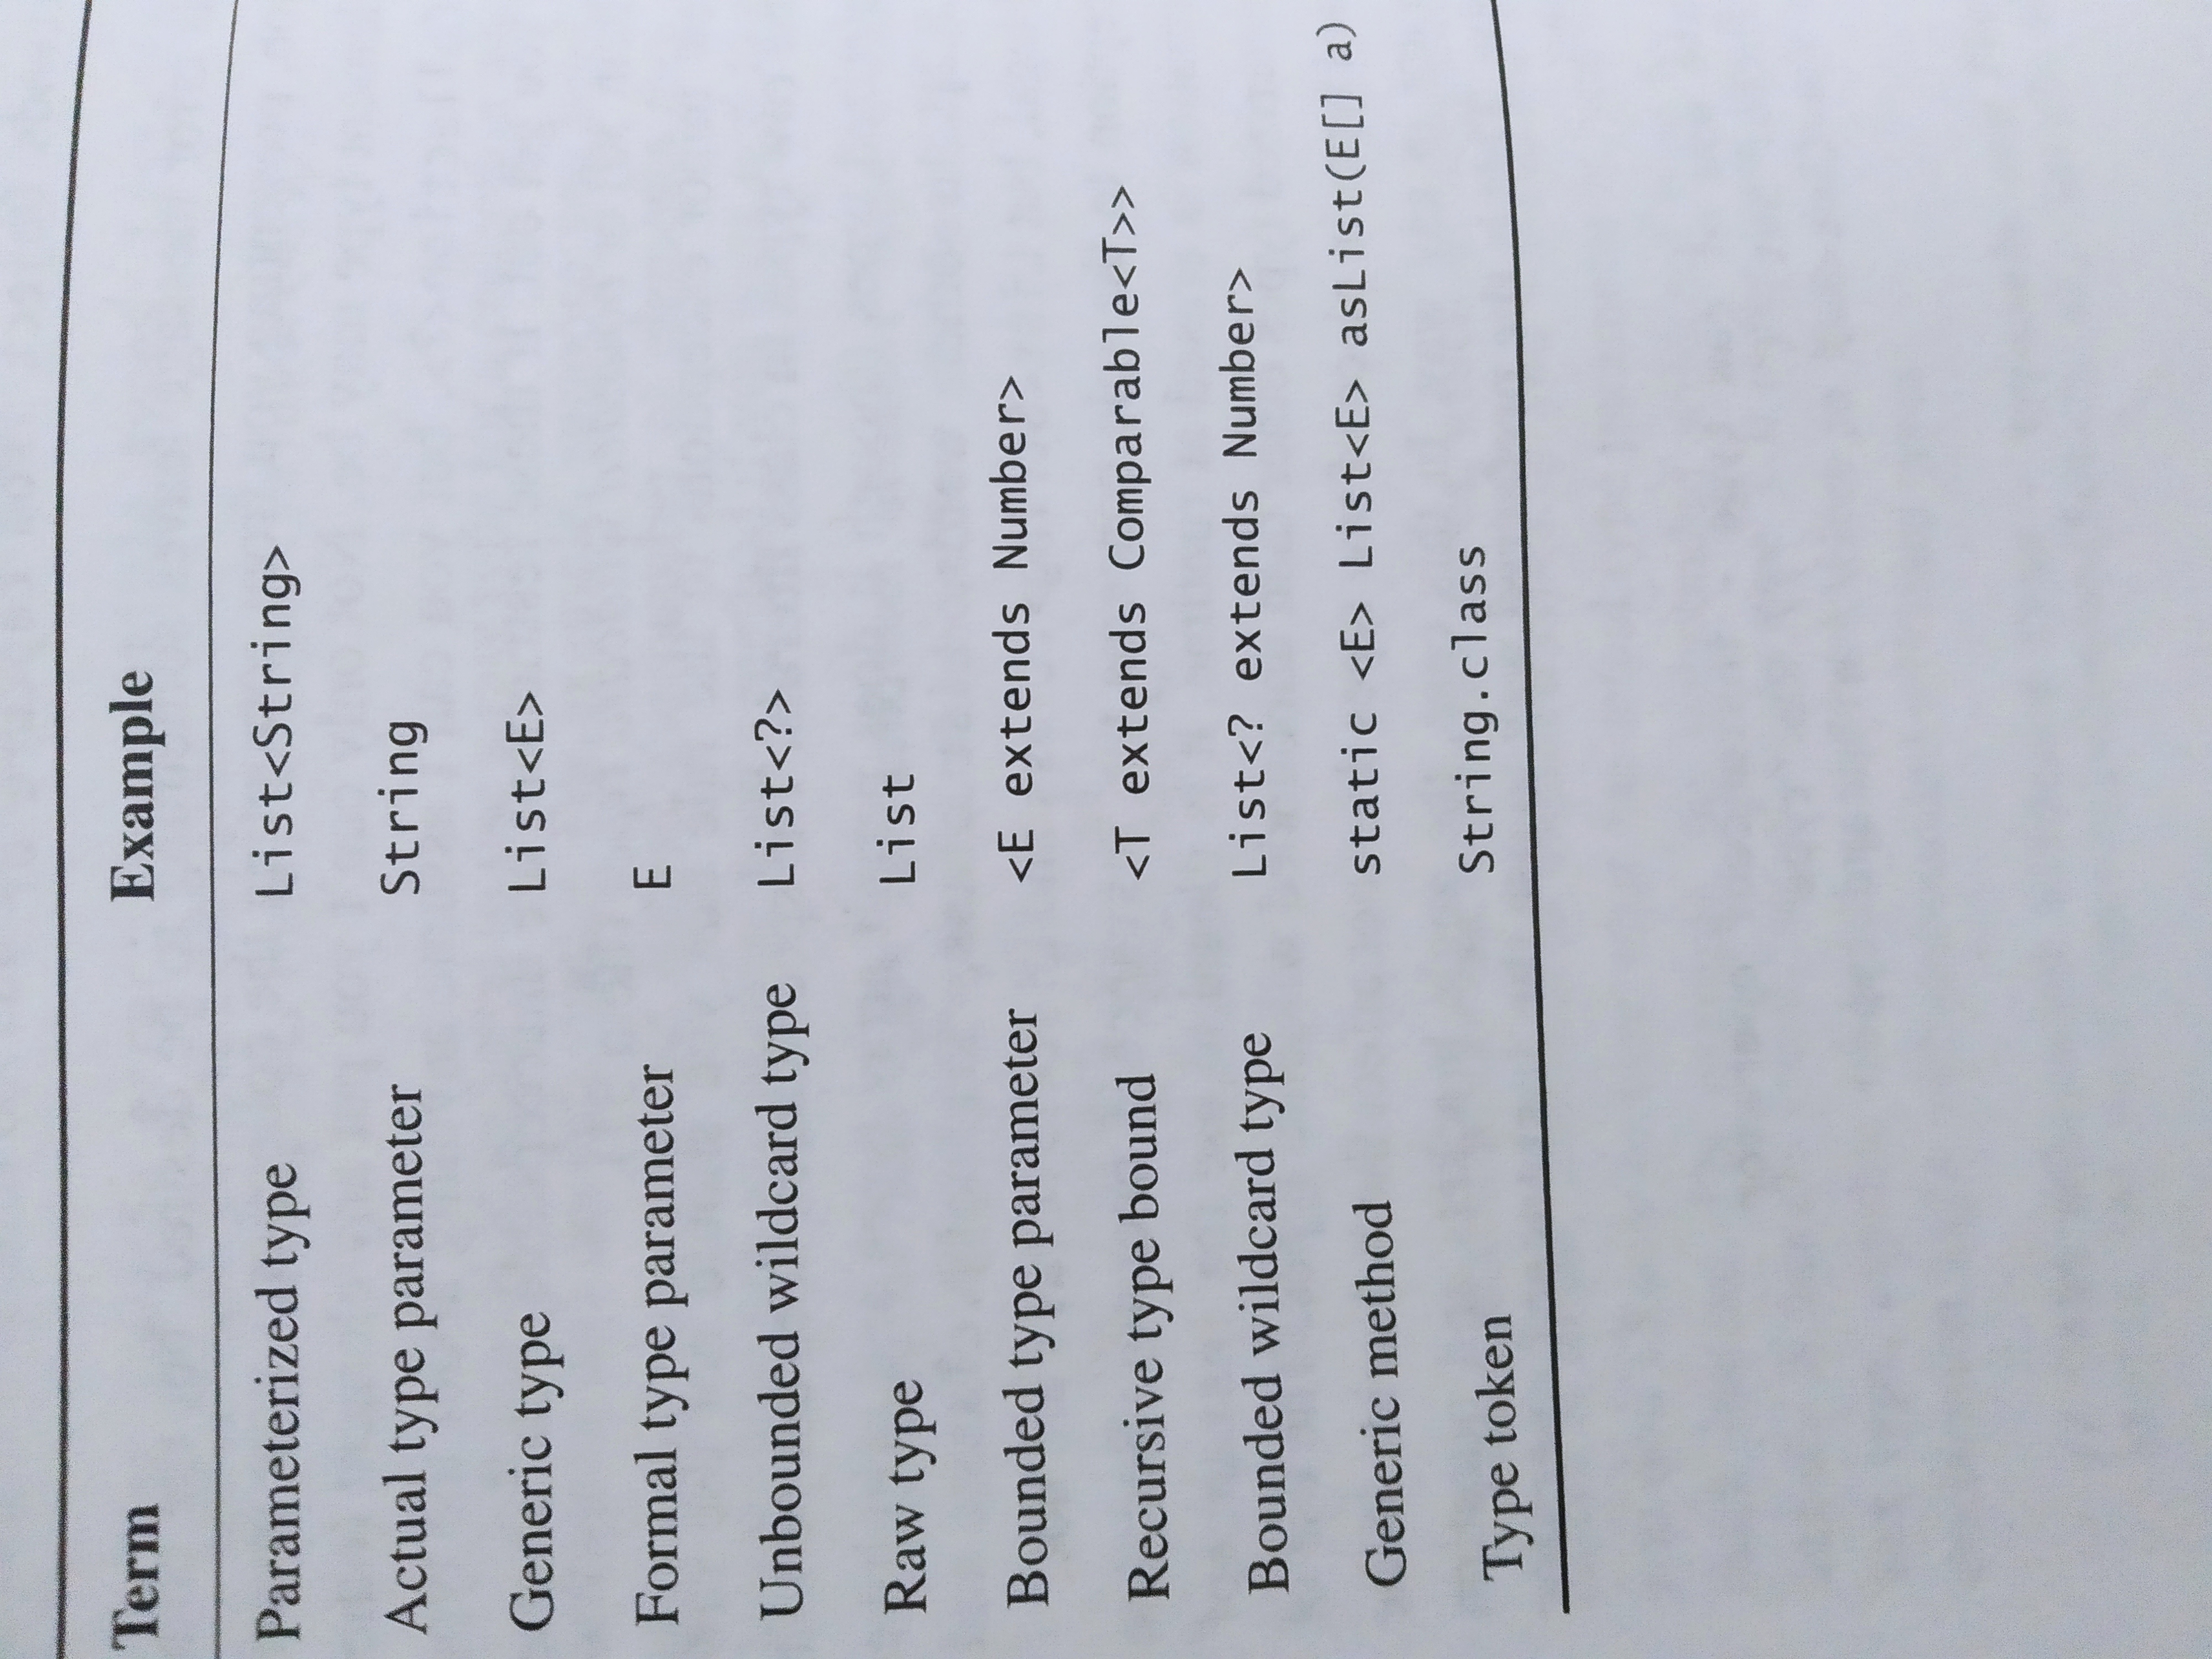 Term Example
Parameterized type List<String>
Actual type parameter String
Generic type List<E>
Formal type parameter E
Unbounded wildcard type List<?>
Raw type List
Bounded type parameter <E extends Number>
Recursive type bound <T extends Comparable<T>>
Bounded wildcard type List<? extends Number>
Generic method static <E> List<E> asList(E[] a)
Type token String.class